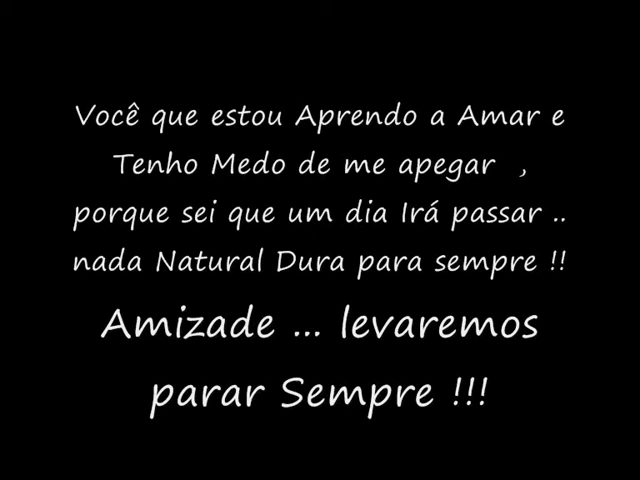 Você que estou Aprendo a Amar e
Tenho Medo de me apegar ,
porque sei que um dia Irá passar ..
nada Natural Dura para sempre !!
Amizade ... levaremos
parar Sempre !!!